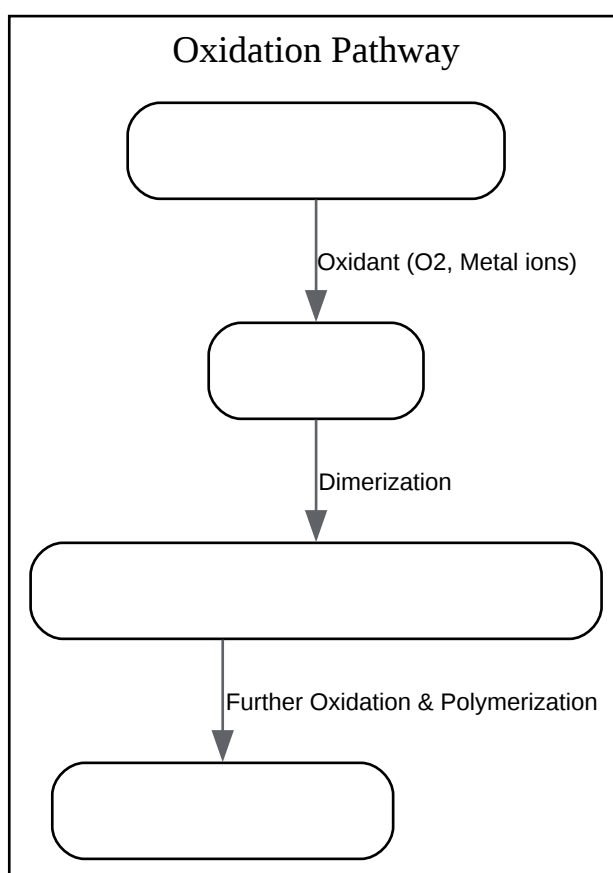 Oxidation Pathway
Oxidant (O2, Metal ions)
Dimerization
Further Oxidation & Polymerization